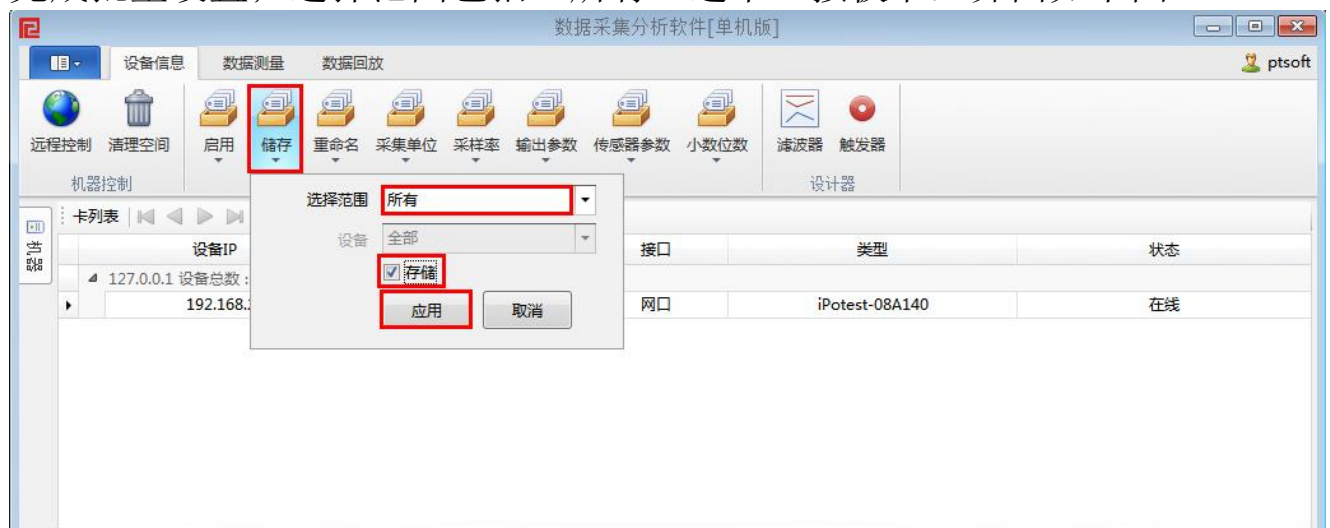 数据采集分析软件[单机版]
设备信息 数据测量 数据回放 ptsoft
远程控制 清理空间 启用 储存 重命名 采集单位 采样率 输出参数 传感器参数 小数位数 滤波器 触发器
机器控制 设计器
选择范围 所有
卡列表
设备 全部
机器
设备IP 接口 类型 状态
存储
127.0.0.1 设备总数:
192.168. 网口 iPotest-08A140 在线
应用 取消